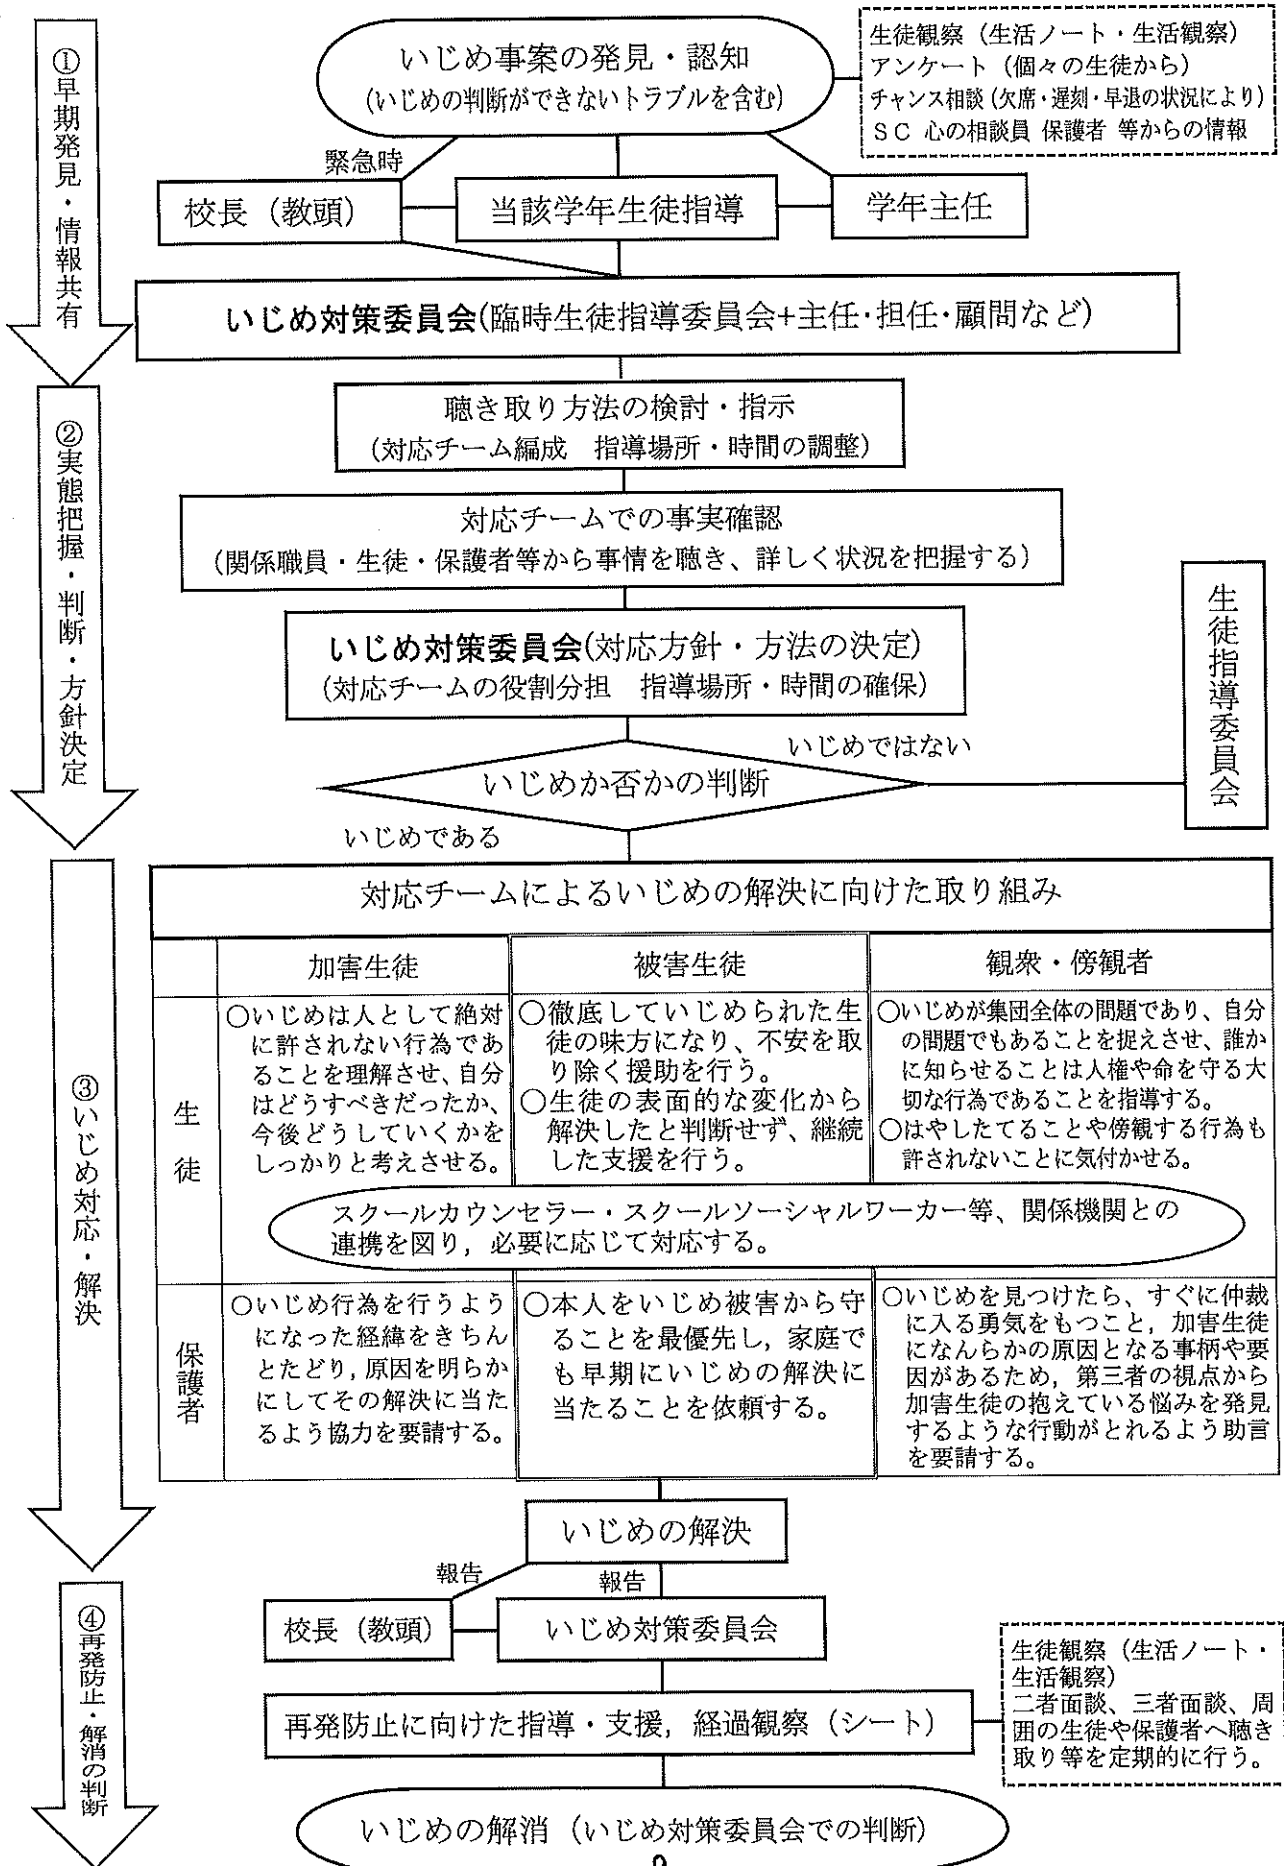 ①早期発見・情報共有
いじめ事案の発見・認知
(いじめの判断ができないトラブルを含む)
生徒観察（生活ノート・生活観察）
アンケート（個々の生徒から）
チャンス相談(欠席・遅刻・早退の状況により)
ＳＣ 心の相談員 保護者 等からの情報
緊急時
校長（教頭）
当該学年生徒指導
学年主任
いじめ対策委員会(臨時生徒指導委員会+主任・担任・顧問など)
②実態把握・判断・方針決定
聴き取り方法の検討・指示
(対応チーム編成　指導場所・時間の調整)
対応チームでの事実確認
(関係職員・生徒・保護者等から事情を聴き、詳しく状況を把握する)
いじめ対策委員会(対応方針・方法の決定)
(対応チームの役割分担　指導場所・時間の確保)
生徒指導委員会
いじめではない
いじめか否かの判断
いじめである
③いじめ対応・解決
対応チームによるいじめの解決に向けた取り組み
加害生徒
被害生徒
観衆・傍観者
生徒
○いじめは人として絶対
に許されない行為であ
ることを理解させ、自分
はどうすべきだったか、
今後どうしていくかを
しっかりと考えさせる。
○徹底していじめられた生
徒の味方になり、不安を取
り除く援助を行う。
○生徒の表面的な変化から
解決したと判断せず、継続
した支援を行う。
○いじめが集団全体の問題であり、自分
の問題でもあることを捉えさせ、誰か
に知らせることは人権や命を守る大
切な行為であることを指導する。
○はやしたてることや傍観する行為も
許されないことに気付かせる。
スクールカウンセラー・スクールソーシャルワーカー等、関係機関との
連携を図り，必要に応じて対応する。
保護者
○いじめ行為を行うよう
になった経緯をきちん
とたどり，原因を明らか
にしてその解決に当た
るよう協力を要請する。
○本人をいじめ被害から守
ることを最優先し，家庭で
も早期にいじめの解決に
当たることを依頼する。
○いじめを見つけたら、すぐに仲裁
に入る勇気をもつこと，加害生徒
になんらかの原因となる事柄や要
因があるため，第三者の視点から
加害生徒の抱えている悩みを発見
するような行動がとれるよう助言
を要請する。
いじめの解決
報告
報告
④再発防止・解消の判断
校長（教頭）
いじめ対策委員会
再発防止に向けた指導・支援，経過観察（シート）
生徒観察（生活ノート・
生活観察）
二者面談、三者面談、周
囲の生徒や保護者へ聴き
取り等を定期的に行う。
いじめの解消（いじめ対策委員会での判断）